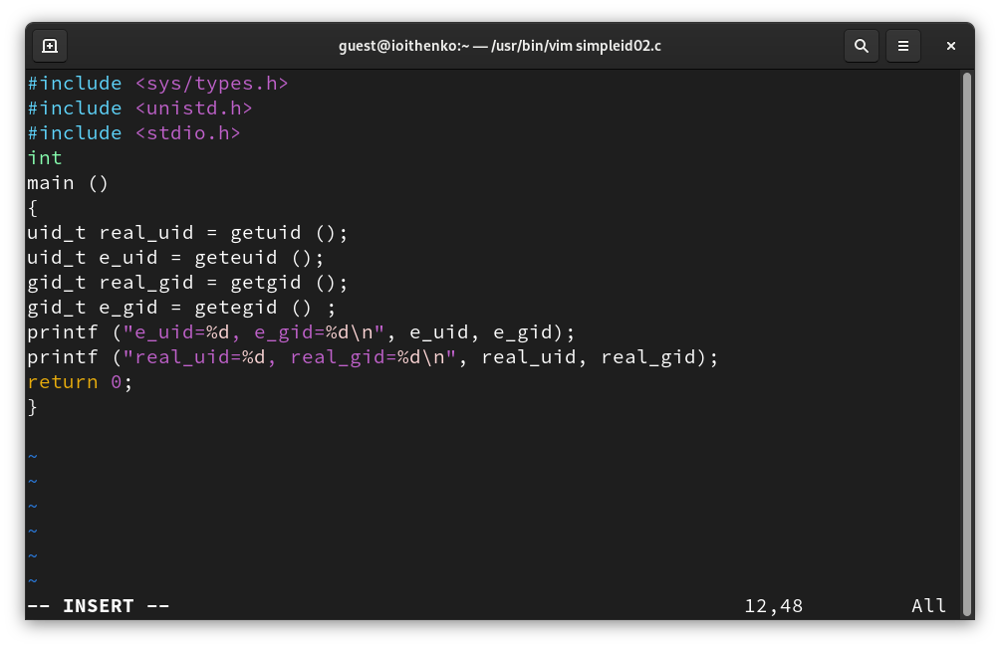 guest@ioithenko:~ — /usr/bin/vim simpleid02.c
#include <sys/types.h>
#include <unistd.h>
#include <stdio.h>
int
main ()
{
uid_t real_uid = getuid ();
uid_t e_uid = geteuid ();
gid_t real_gid = getgid ();
gid_t e_gid = getegid () ;
printf ("e_uid=%d, e_gid=%d\n", e_uid, e_gid);
printf ("real_uid=%d, real_gid=%d\n", real_uid, real_gid);
return 0;
}
~
~
~
~
~
~
-- INSERT -- 12,48 All